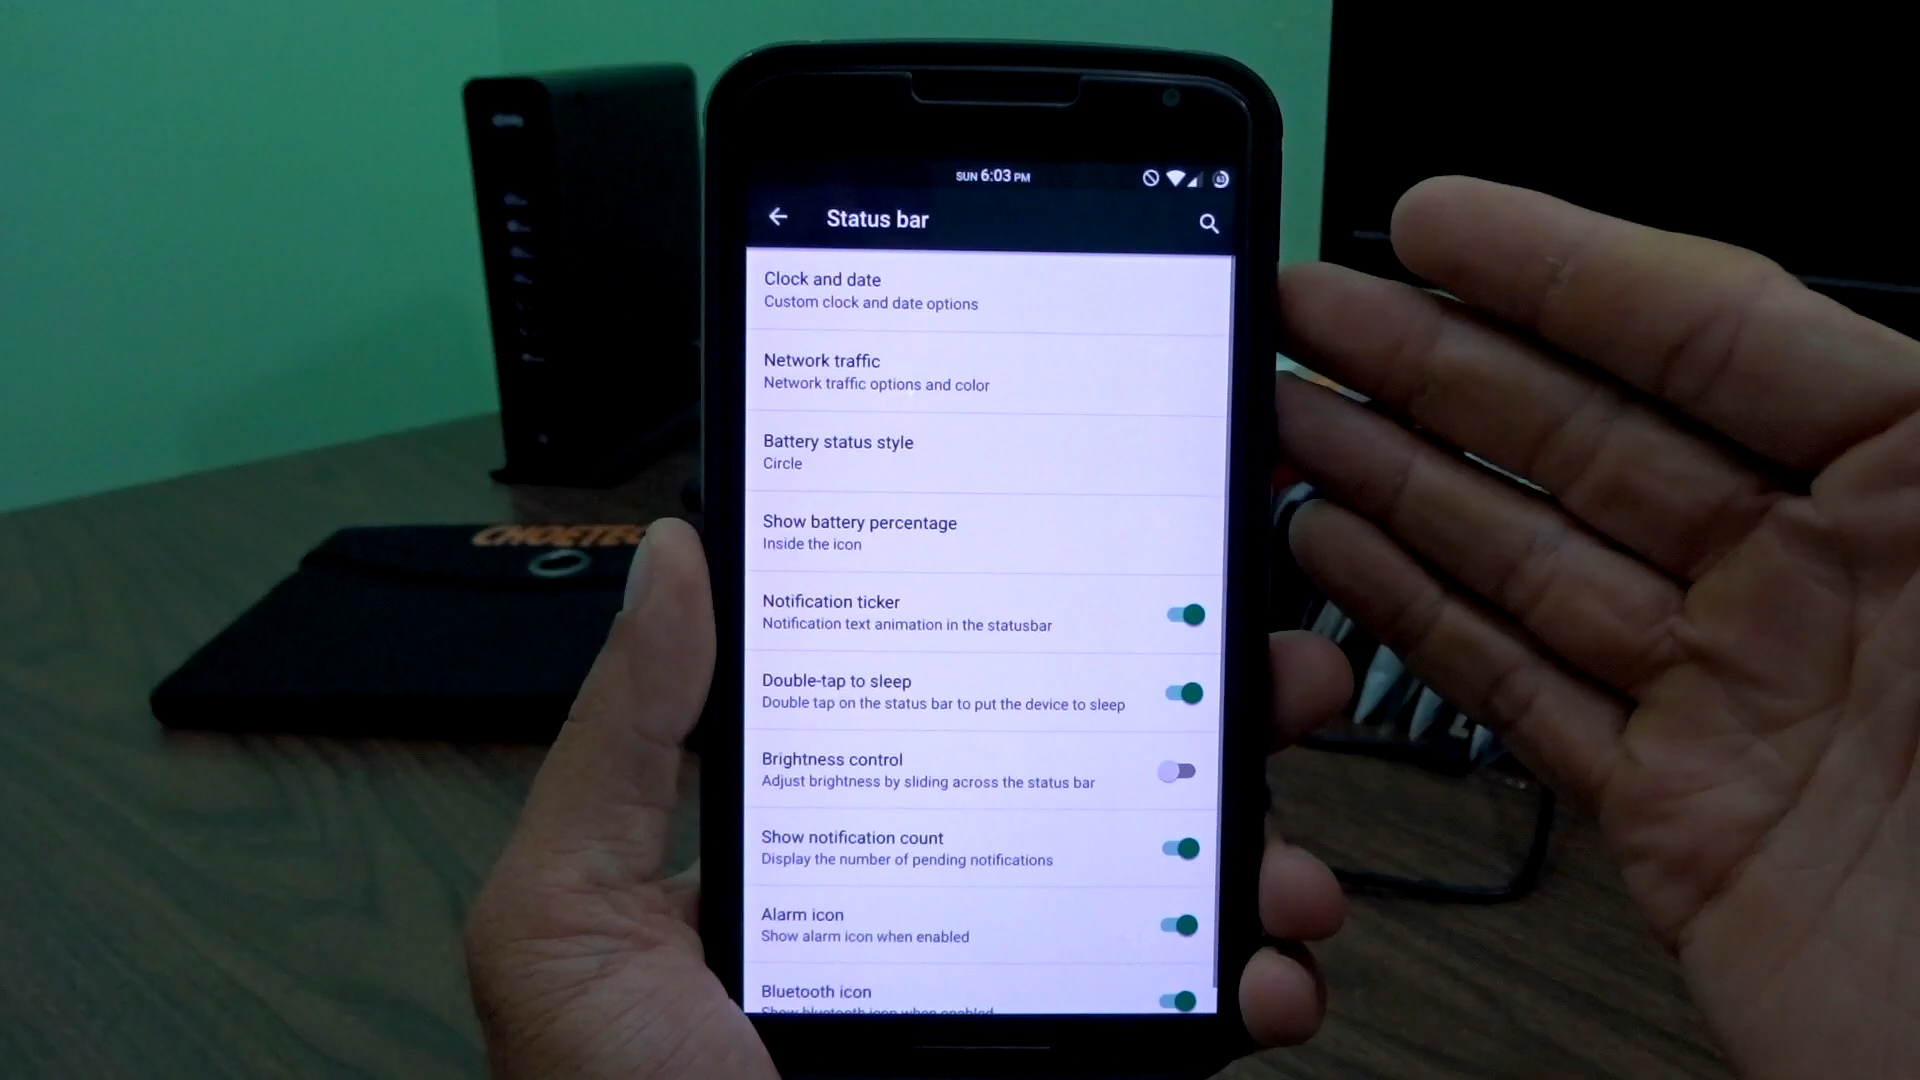 SUN 6:03 PM
63
Status bar
Clock and date
Custom clock and date options
Network traffic
Network traffic options and color
Battery status style
Circle
Show battery percentage
Inside the icon
Notification ticker
Notification text animation in the statusbar
Double-tap to sleep
Double tap on the status bar to put the device to sleep
Brightness control
Adjust brightness by sliding across the status bar
Show notification count
Display the number of pending notifications
Alarm icon
Show alarm icon when enabled
Bluetooth icon
Show bluetooth icon when enabled